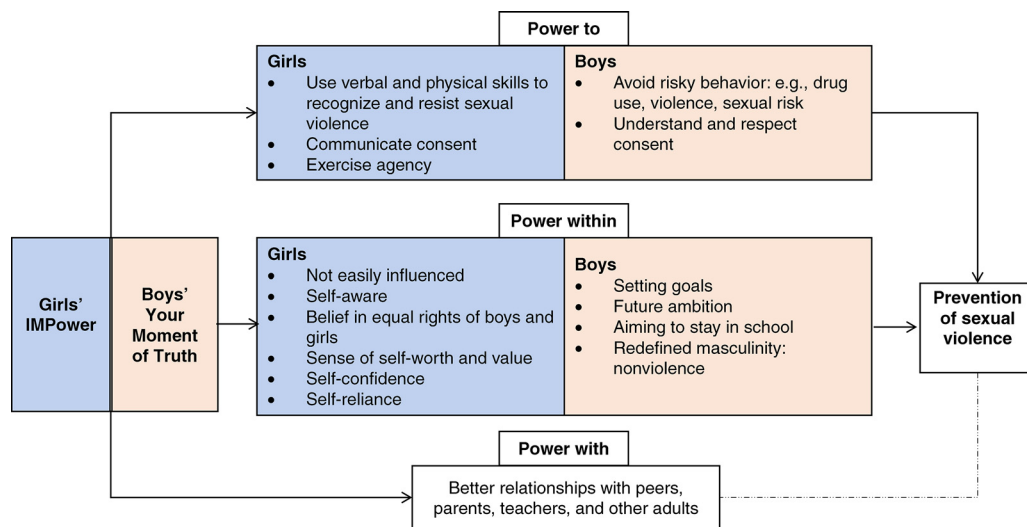 Power to
Girls
• Use verbal and physical skills to
recognize and resist sexual
violence
• Communicate consent
• Exercise agency
Boys
• Avoid risky behavior: e.g., drug
use, violence, sexual risk
• Understand and respect
consent
Girls’
IMPower
Boys’
Your
Moment
of Truth
Power within
Girls
• Not easily influenced
• Self-aware
• Belief in equal rights of boys and
girls
• Sense of self-worth and value
• Self-confidence
• Self-reliance
Boys
• Setting goals
• Future ambition
• Aiming to stay in school
• Redefined masculinity:
nonviolence
Prevention
of sexual
violence
Power with
Better relationships with peers,
parents, teachers, and other adults